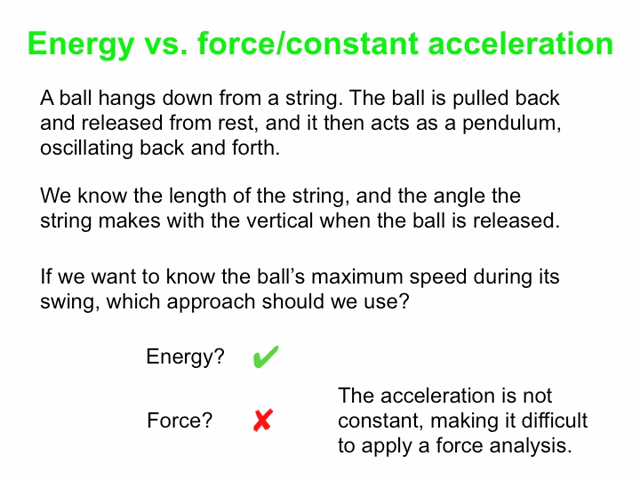 Energy vs. force/constant acceleration
A ball hangs down from a string. The ball is pulled back
and released from rest, and it then acts as a pendulum,
oscillating back and forth.
We know the length of the string, and the angle the
string makes with the vertical when the ball is released.
If we want to know the ball’s maximum speed during its
swing, which approach should we use?
Energy? ✔
Force? ✘
The acceleration is not
constant, making it difficult
to apply a force analysis.